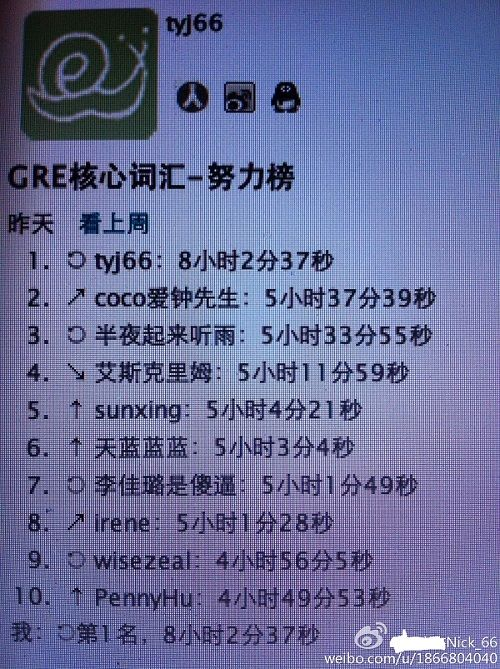 tyj66
GRE核心词汇-努力榜
昨天 看上周
1. tyj66: 8小时2分37秒
2. ↗ coco爱钟先生: 5小时37分39秒
3. 半夜起来听雨: 5小时33分55秒
4. ↘ 艾斯克里姆: 5小时11分59秒
5. ↑ sunxing: 5小时4分21秒
6. ↑ 天蓝蓝蓝: 5小时3分4秒
7. 李佳璐是傻逼: 5小时1分49秒
8. ↗ irene: 5小时1分28秒
9. wisezeal: 4小时56分5秒
10. ↑ PennyHu: 4小时49分53秒
我: 第1名, 8小时2分37秒
Nick_66
weibo.com/u/1866804040